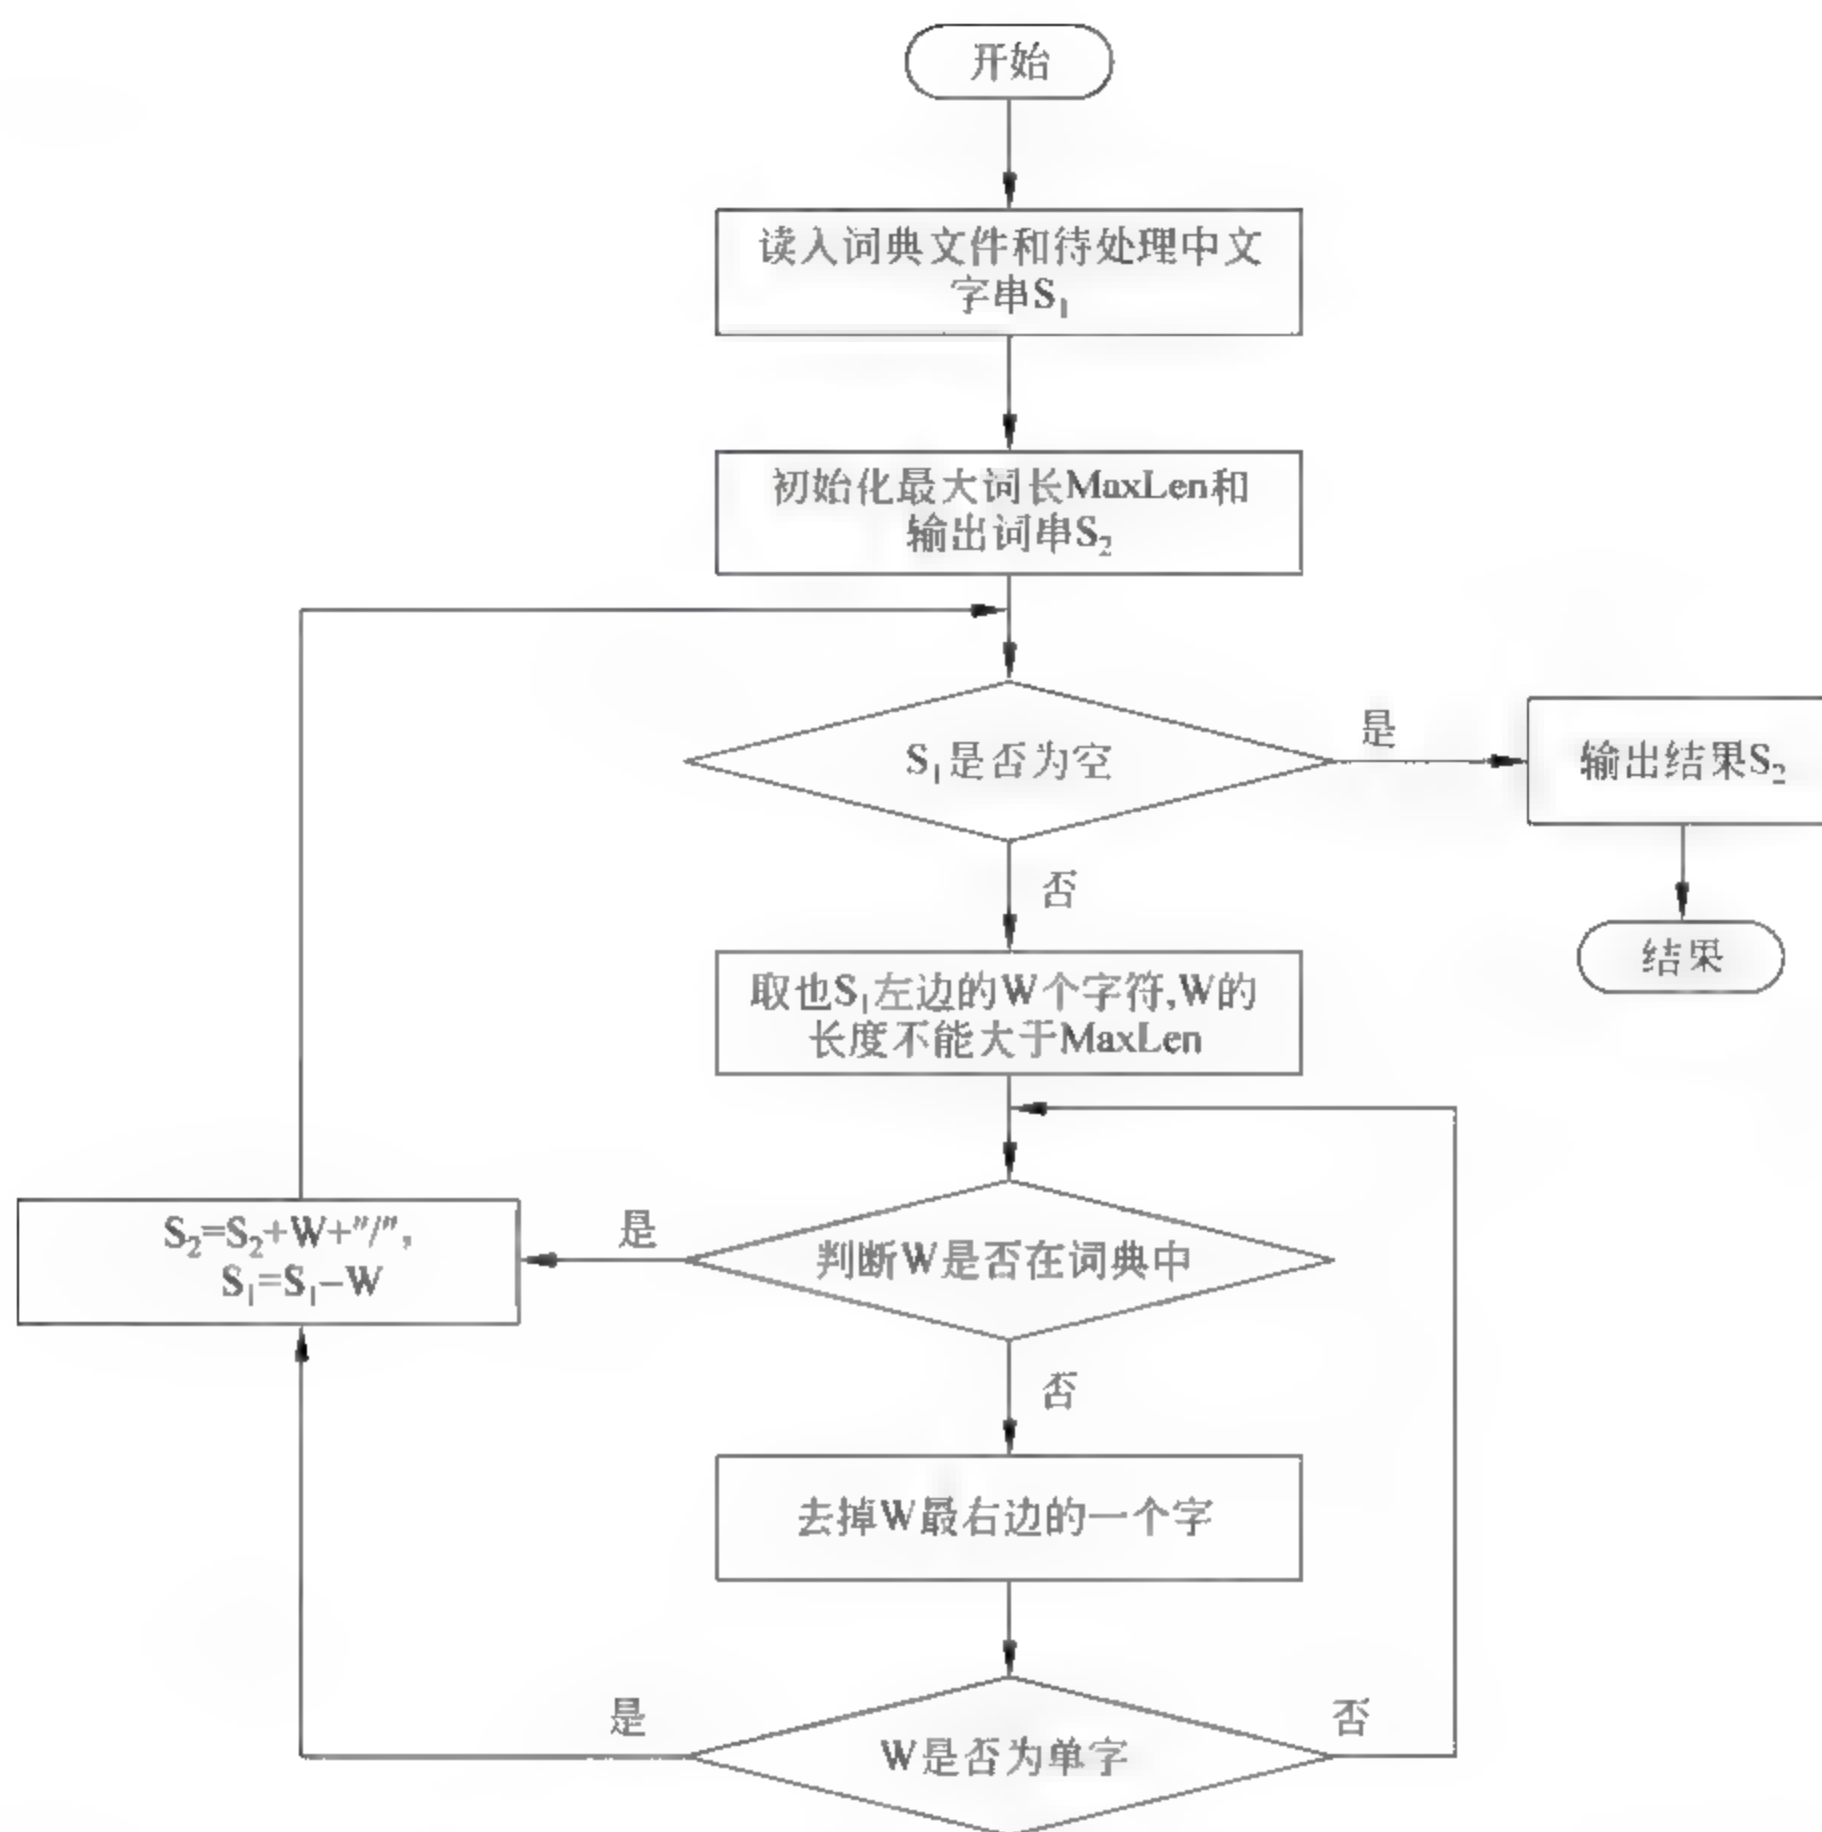 开始
读入词典文件和待处理中文
字串S₁
初始化最大词长MaxLen和
输出词串S₂
S₁是否为空
是
输出结果S₂
否
结果
取也S₁左边的W个字符,W的
长度不能大于MaxLen
S₂=S₂+W+"/",
S₁=S₁-W
是
判断W是否在词典中
否
去掉W最右边的一个字
是
否
W是否为单字